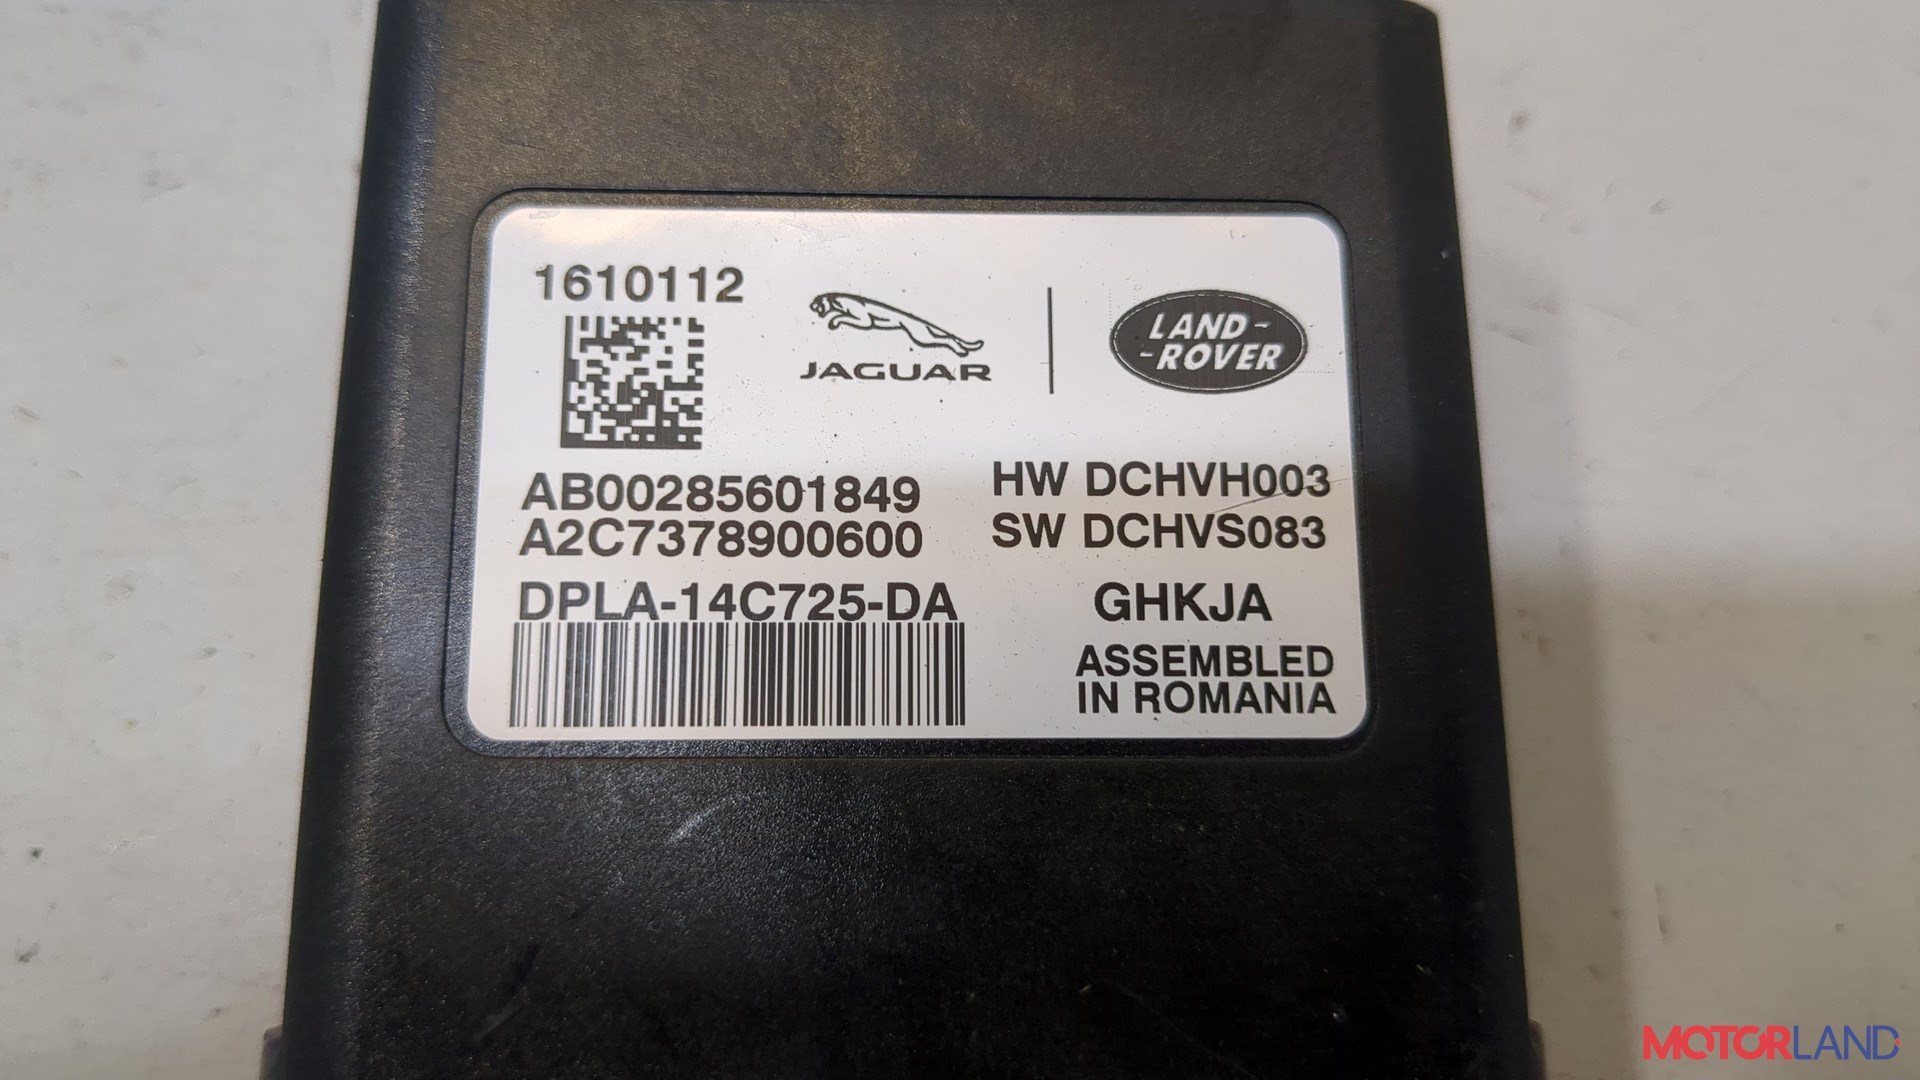 1610112
JAGUAR
LAND-
-ROVER
AB00285601849
A2C7378900600
HW DCHVH003
SW DCHVS083
DPLA-14C725-DA
GHKJA
ASSEMBLED
IN ROMANIA
MOTORLAND